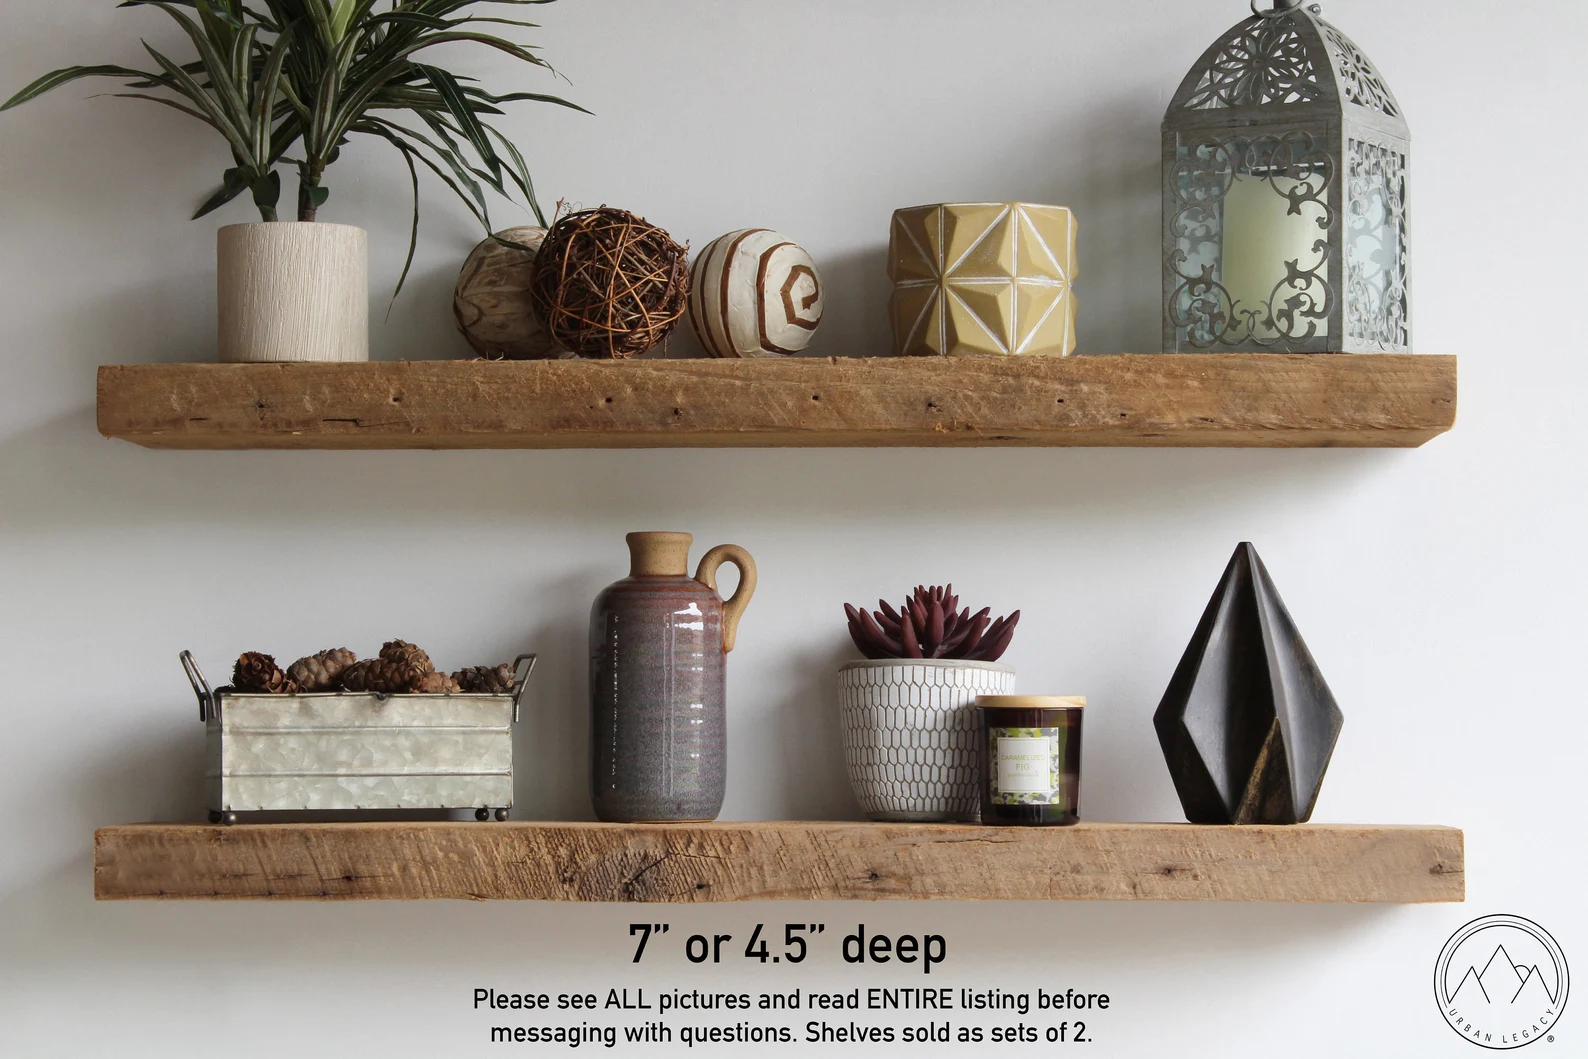 CARAMELIZED
FIG
7” or 4.5” deep
Please see ALL pictures and read ENTIRE listing before
messaging with questions. Shelves sold as sets of 2.
URBAN LEGACY®